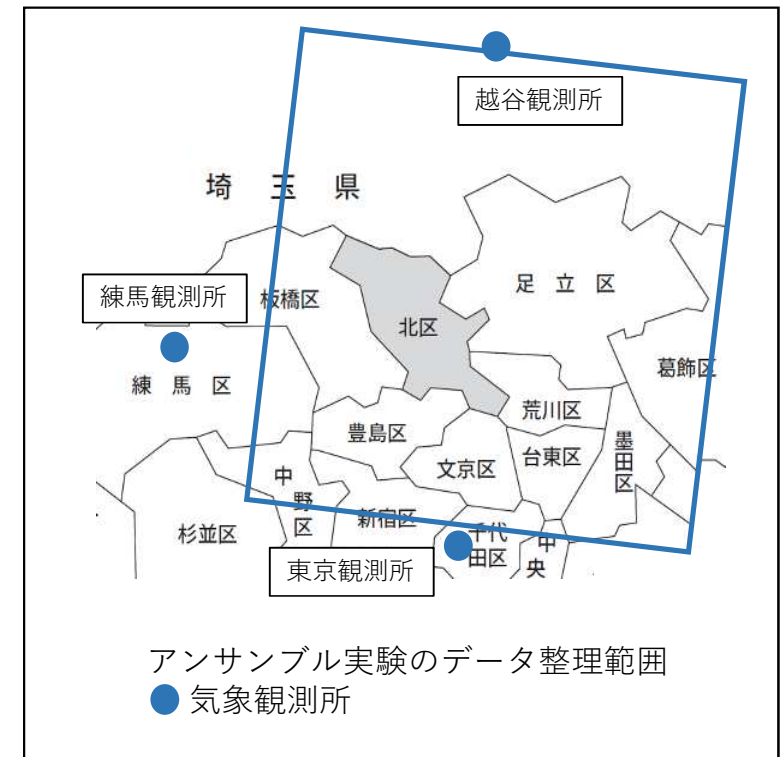 越谷観測所
埼玉県
足立区
練馬観測所
板橋区
北区
葛飾区
練馬区
荒川区
豊島区
墨田区
台東区
文京区
中野区
新宿区
千代田区
杉並区
中央
東京観測所
アンサンブル実験のデータ整理範囲
気象観測所